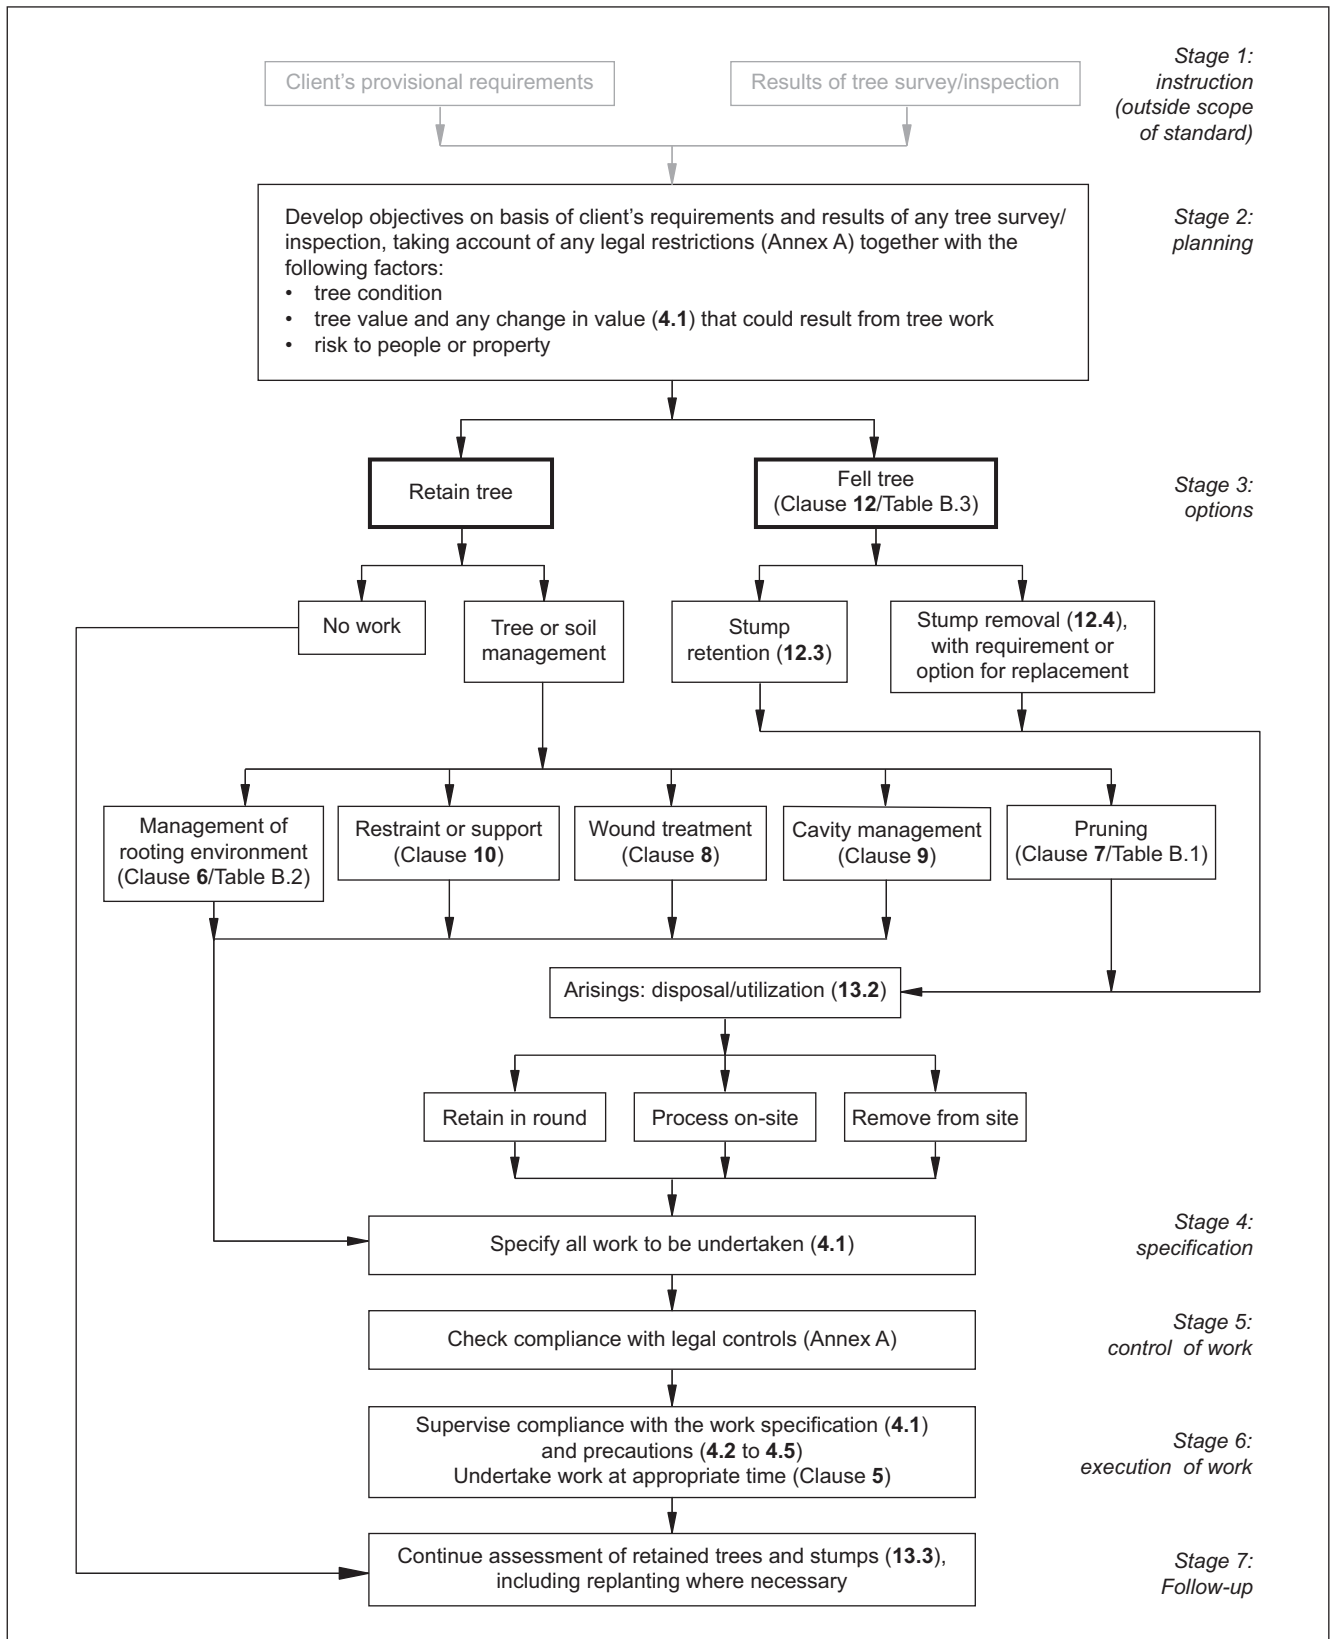 Client's provisional requirements
Results of tree survey/inspection
Stage 1:
instruction
(outside scope
of standard)
Develop objectives on basis of client's requirements and results of any tree survey/
inspection, taking account of any legal restrictions (Annex A) together with the
following factors:
• tree condition
• tree value and any change in value (4.1) that could result from tree work
• risk to people or property
Stage 2:
planning
Retain tree
Fell tree
(Clause 12/Table B.3)
Stage 3:
options
No work
Tree or soil
management
Stump
retention (12.3)
Stump removal (12.4),
with requirement or
option for replacement
Management of
rooting environment
(Clause 6/Table B.2)
Restraint or support
(Clause 10)
Wound treatment
(Clause 8)
Cavity management
(Clause 9)
Pruning
(Clause 7/Table B.1)
Arisings: disposal/utilization (13.2)
Retain in round
Process on-site
Remove from site
Specify all work to be undertaken (4.1)
Stage 4:
specification
Check compliance with legal controls (Annex A)
Stage 5:
control of work
Supervise compliance with the work specification (4.1)
and precautions (4.2 to 4.5)
Undertake work at appropriate time (Clause 5)
Stage 6:
execution of work
Continue assessment of retained trees and stumps (13.3),
including replanting where necessary
Stage 7:
Follow-up